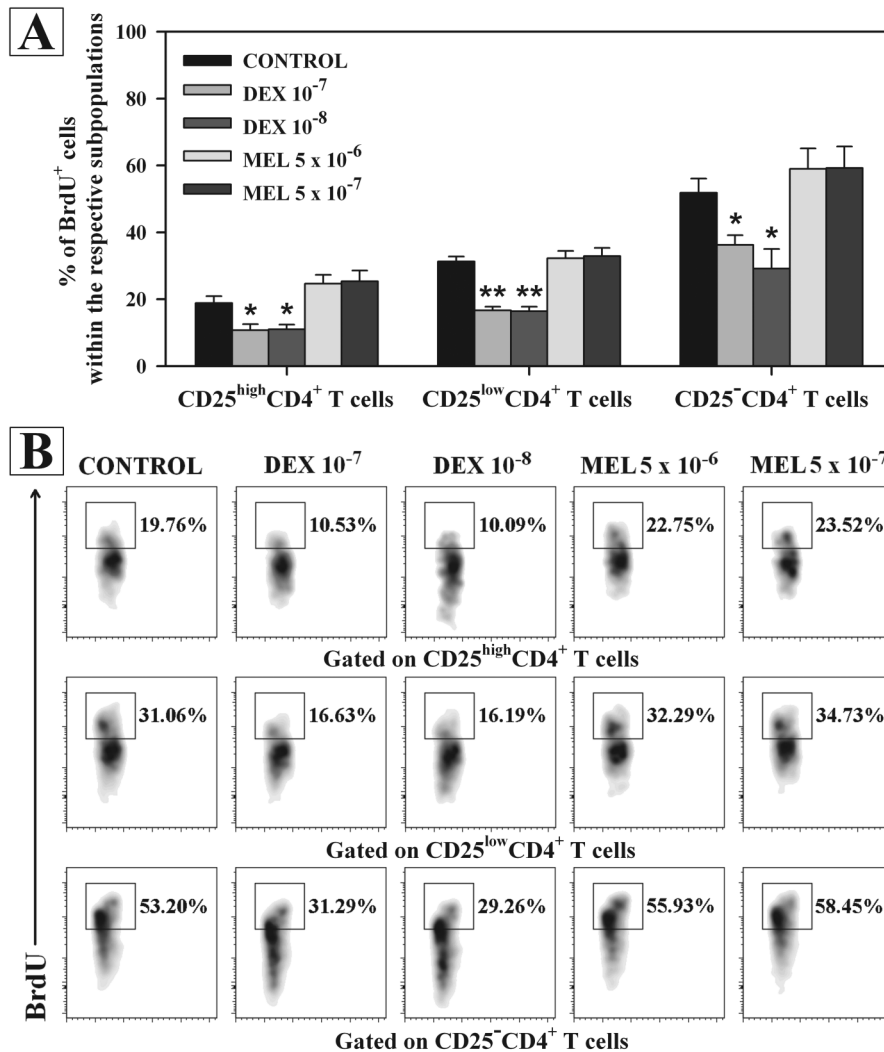 A
% of BrdU⁺ cells
within the respective subpopulations
100
80
60
40
20
0
CONTROL
DEX 10⁻⁷
DEX 10⁻⁸
MEL 5 x 10⁻⁶
MEL 5 x 10⁻⁷
* * ** ** * *
CD25ʰⁱᵍʰCD4⁺ T cells CD25ˡᵒʷCD4⁺ T cells CD25⁻CD4⁺ T cells
B
CONTROL DEX 10⁻⁷ DEX 10⁻⁸ MEL 5 x 10⁻⁶ MEL 5 x 10⁻⁷
19.76% 10.53% 10.09% 22.75% 23.52%
Gated on CD25ʰⁱᵍʰCD4⁺ T cells
31.06% 16.63% 16.19% 32.29% 34.73%
Gated on CD25ˡᵒʷCD4⁺ T cells
53.20% 31.29% 29.26% 55.93% 58.45%
Gated on CD25⁻CD4⁺ T cells
BrdU